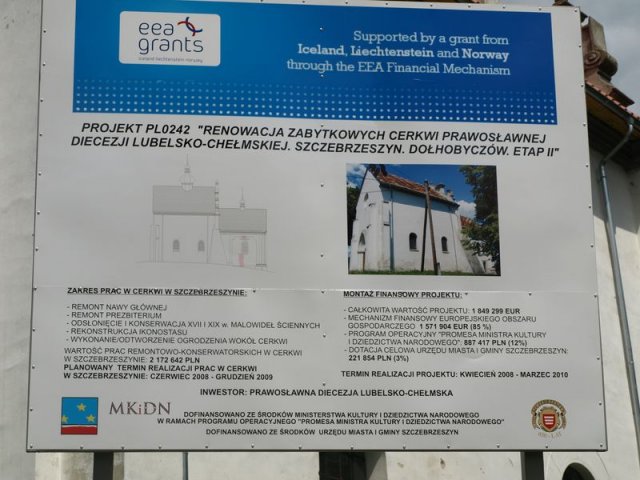 eea
grants
iceland liechtenstein norway
Supported by a grant from
Iceland, Liechtenstein and Norway
through the EEA Financial Mechanism
PROJEKT PL0242 "RENOWACJA ZABYTKOWYCH CERKWI PRAWOSŁAWNEJ
DIECEZJI LUBELSKO-CHEŁMSKIEJ. SZCZEBRZESZYN. DOŁHOBYCZÓW. ETAP II"
ZAKRES PRAC W CERKWI W SZCZEBRZESZYNIE:
- REMONT NAWY GŁÓWNEJ
- REMONT PREZBITERIUM
- ODSŁONIĘCIE I KONSERWACJA XVII I XIX w. MALOWIDEŁ ŚCIENNYCH
- REKONSTRUKCJA IKONOSTASU
- WYKONANIE/ODTWORZENIE OGRODZENIA WOKÓŁ CERKWI
WARTOŚĆ PRAC REMONTOWO-KONSERWATORSKICH W CERKWI
W SZCZEBRZESZYNIE: 2 172 642 PLN
PLANOWANY TERMIN REALIZACJI PRAC W CERKWI
W SZCZEBRZESZYNIE: CZERWIEC 2008 - GRUDZIEŃ 2009
MONTAŻ FINANSOWY PROJEKTU:
- CAŁKOWITA WARTOŚĆ PROJEKTU: 1 849 299 EUR
- MECHANIZM FINANSOWY EUROPEJSKIEGO OBSZARU
GOSPODARCZEGO 1 571 904 EUR (85 %)
- PROGRAM OPERACYJNY "PROMESA MINISTRA KULTURY
I DZIEDZICTWA NARODOWEGO": 887 417 PLN (12%)
- DOTACJA CELOWA URZĘDU MIASTA I GMINY SZCZEBRZESZYN:
221 854 PLN (3%)
TERMIN REALIZACJI PROJEKTU: KWIECIEŃ 2008 - MARZEC 2010
INWESTOR: PRAWOSŁAWNA DIECEZJA LUBELSKO-CHEŁMSKA
MKiDN
DOFINANSOWANO ZE ŚRODKÓW MINISTERSTWA KULTURY I DZIEDZICTWA NARODOWEGO
W RAMACH PROGRAMU OPERACYJNEGO "PROMESA MINISTRA KULTURY I DZIEDZICTWA NARODOWEGO"
DOFINANSOWANO ZE ŚRODKÓW URZĘDU MIASTA I GMINY SZCZEBRZESZYN